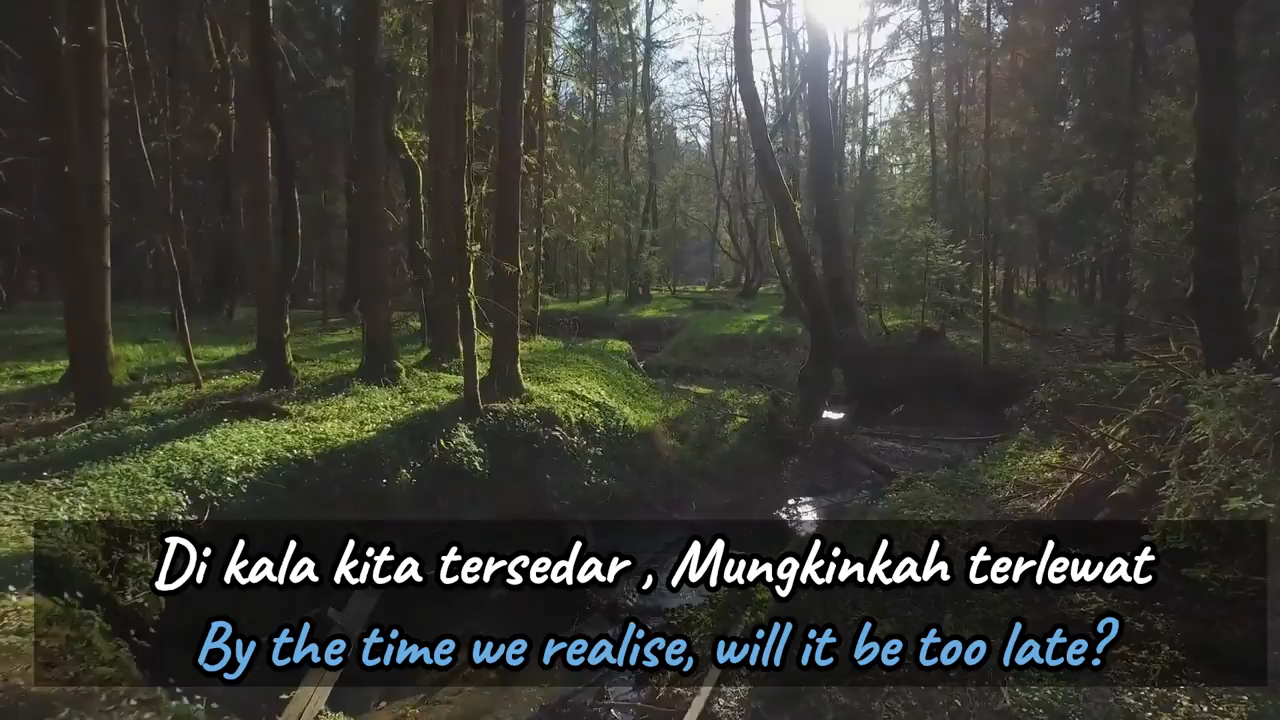 Di kala kita tersedar , Mungkinkah terlewat
By the time we realise, will it be too late?